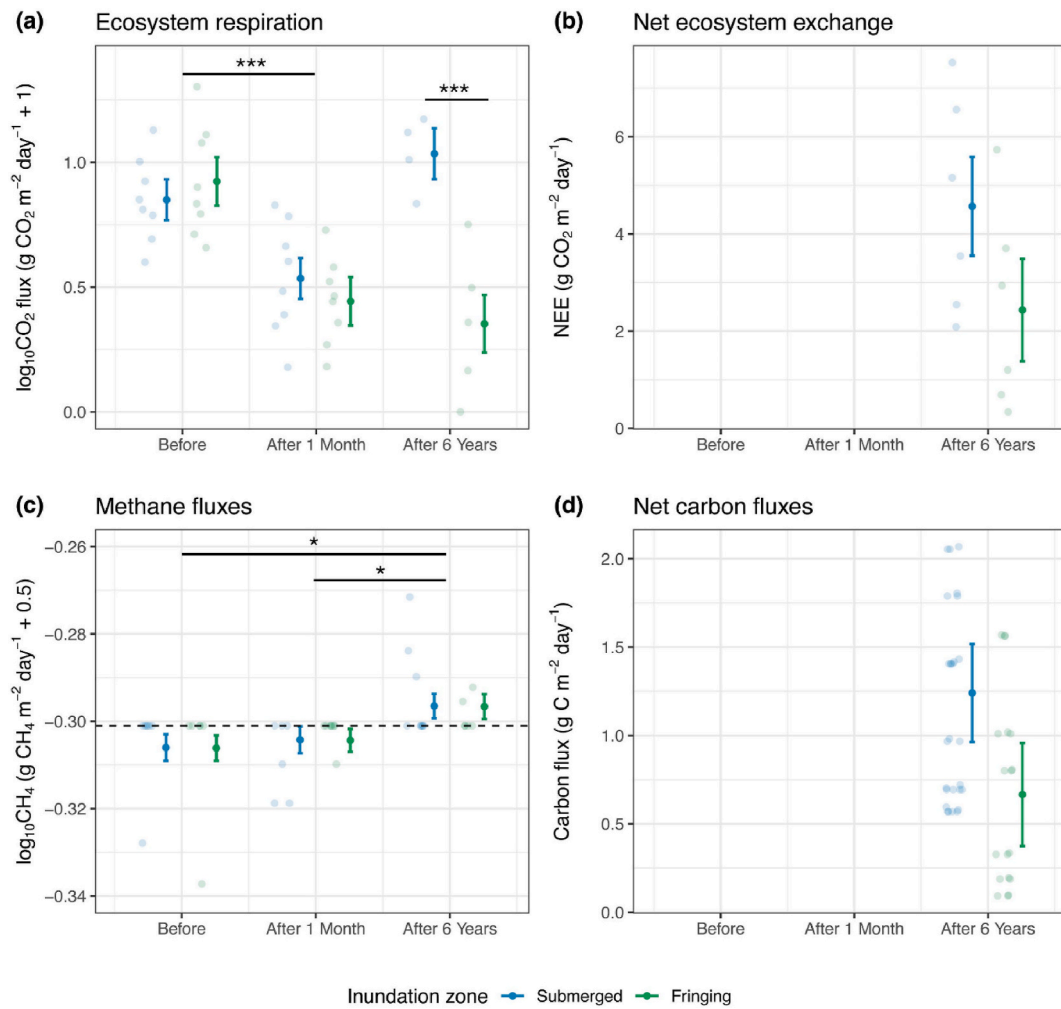 (a) Ecosystem respiration
log₁₀CO₂ flux (g CO₂ m⁻² day⁻¹ + 1)
1.0
0.5
0.0
***
***
Before After 1 Month After 6 Years
(b) Net ecosystem exchange
NEE (g CO₂ m⁻² day⁻¹)
6
4
2
0
Before After 1 Month After 6 Years
(c) Methane fluxes
log₁₀CH₄ (g CH₄ m⁻² day⁻¹ + 0.5)
−0.26
−0.28
−0.30
−0.32
−0.34
*
*
Before After 1 Month After 6 Years
(d) Net carbon fluxes
Carbon flux (g C m⁻² day⁻¹)
2.0
1.5
1.0
0.5
0.0
Before After 1 Month After 6 Years
Inundation zone Submerged Fringing